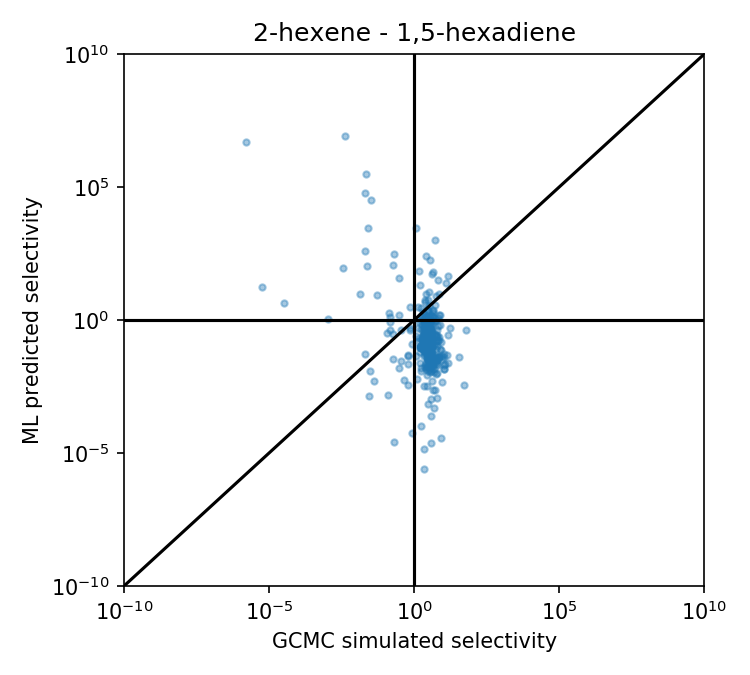 2-hexene - 1,5-hexadiene
ML predicted selectivity
10^10
10^5
10^0
10^-5
10^-10
10^-10 10^-5 10^0 10^5 10^10
GCMC simulated selectivity